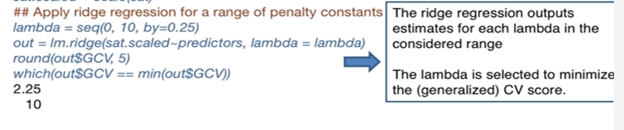 ## Apply ridge regression for a range of penalty constants
lambda = seq(0, 10, by=0.25)
out = lm.ridge(sat.scaled~predictors, lambda = lambda)
round(out$GCV, 5)
which(out$GCV == min(out$GCV))
2.25
10
The ridge regression outputs
estimates for each lambda in the
considered range
The lambda is selected to minimize
the (generalized) CV score.